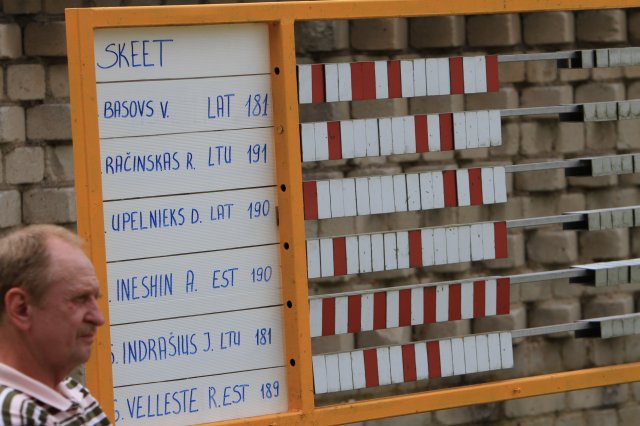 SKEET
BASOVS V. LAT 181
RAČINSKAS R. LTU 191
UPELNIEKS D. LAT 190
INESHIN A. EST 190
INDRAŠIUS J. LTU 181
VELLESTE R. EST 189